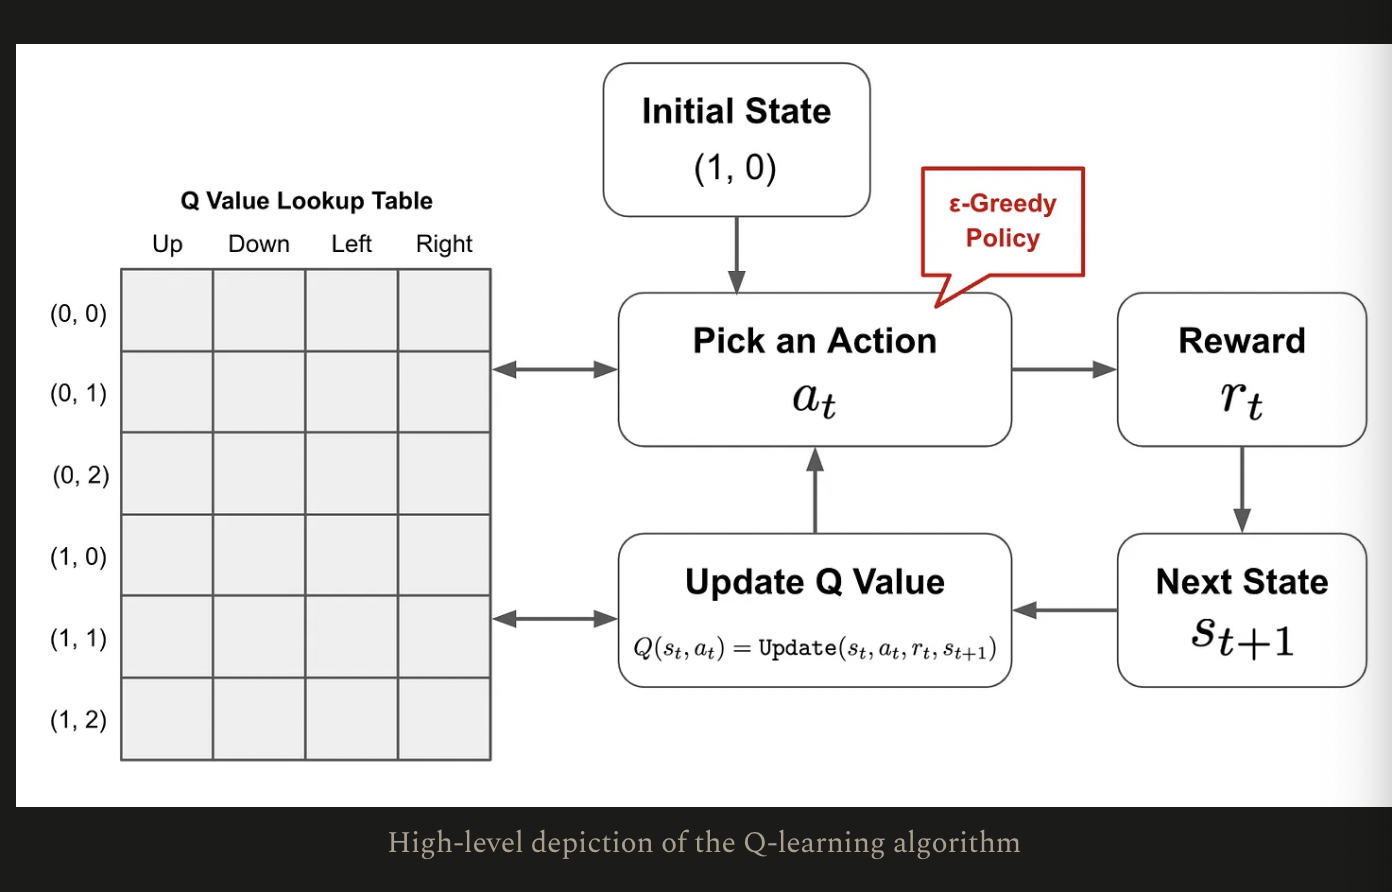 Initial State
(1, 0)
ε-Greedy
Policy
Q Value Lookup Table
Up Down Left Right
(0, 0)
(0, 1)
(0, 2)
(1, 0)
(1, 1)
(1, 2)
Pick an Action
a_t
Reward
r_t
Update Q Value
Q(s_t, a_t) = Update(s_t, a_t, r_t, s_{t+1})
Next State
s_{t+1}
High-level depiction of the Q-learning algorithm